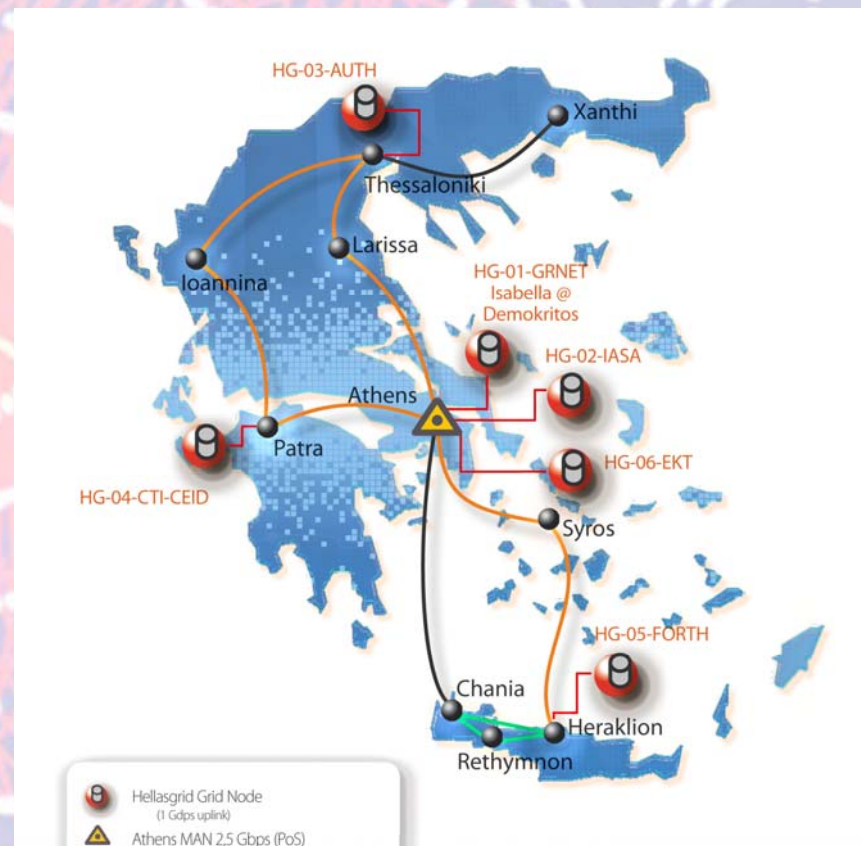 HG-03-AUTH
Xanthi
Thessaloniki
Larissa
Ioannina
HG-01-GRNET
Isabella @
Demokritos
HG-02-IASA
Athens
Patra
HG-06-EKT
HG-04-CTI-CEID
Syros
HG-05-FORTH
Chania
Heraklion
Rethymnon
Hellasgrid Grid Node
(1 Gdps uplink)
Athens MAN 2.5 Gbps (PoS)